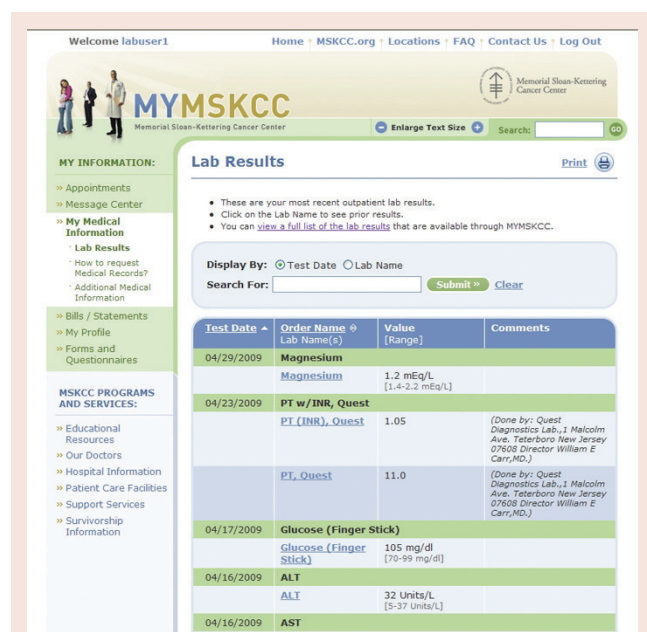 Welcome labuser1
Home MSKCC.org Locations FAQ Contact Us Log Out
MYMSKCC
Memorial Sloan-Kettering Cancer Center
Memorial Sloan-Kettering
Cancer Center
Enlarge Text Size
Search: GO
MY INFORMATION:
» Appointments
» Message Center
» My Medical
Information
Lab Results
How to request
Medical Records?
Additional Medical
Information
» Bills / Statements
» My Profile
» Forms and
Questionnaires
MSKCC PROGRAMS
AND SERVICES:
» Educational
Resources
» Our Doctors
» Hospital Information
» Patient Care Facilities
» Support Services
» Survivorship
Information
Lab Results
Print
• These are your most recent outpatient lab results.
• Click on the Lab Name to see prior results.
• You can view a full list of the lab results that are available through MYMSKCC.
Display By: Test Date Lab Name
Search For: Submit » Clear
Test Date Order Name Value Comments
Lab Name(s) [Range]
04/29/2009 Magnesium
Magnesium 1.2 mEq/L
[1.4-2.2 mEq/L]
04/23/2009 PT w/INR, Quest
PT (INR), Quest 1.05 (Done by: Quest
Diagnostics Lab.,1 Malcolm
Ave. Teterboro New Jersey
07608 Director William E
Carr,MD.)
PT, Quest 11.0 (Done by: Quest
Diagnostics Lab.,1 Malcolm
Ave. Teterboro New Jersey
07608 Director William E
Carr,MD.)
04/17/2009 Glucose (Finger Stick)
Glucose (Finger 105 mg/dl
Stick) [70-99 mg/dl]
04/16/2009 ALT
ALT 32 Units/L
[5-37 Units/L]
04/16/2009 AST